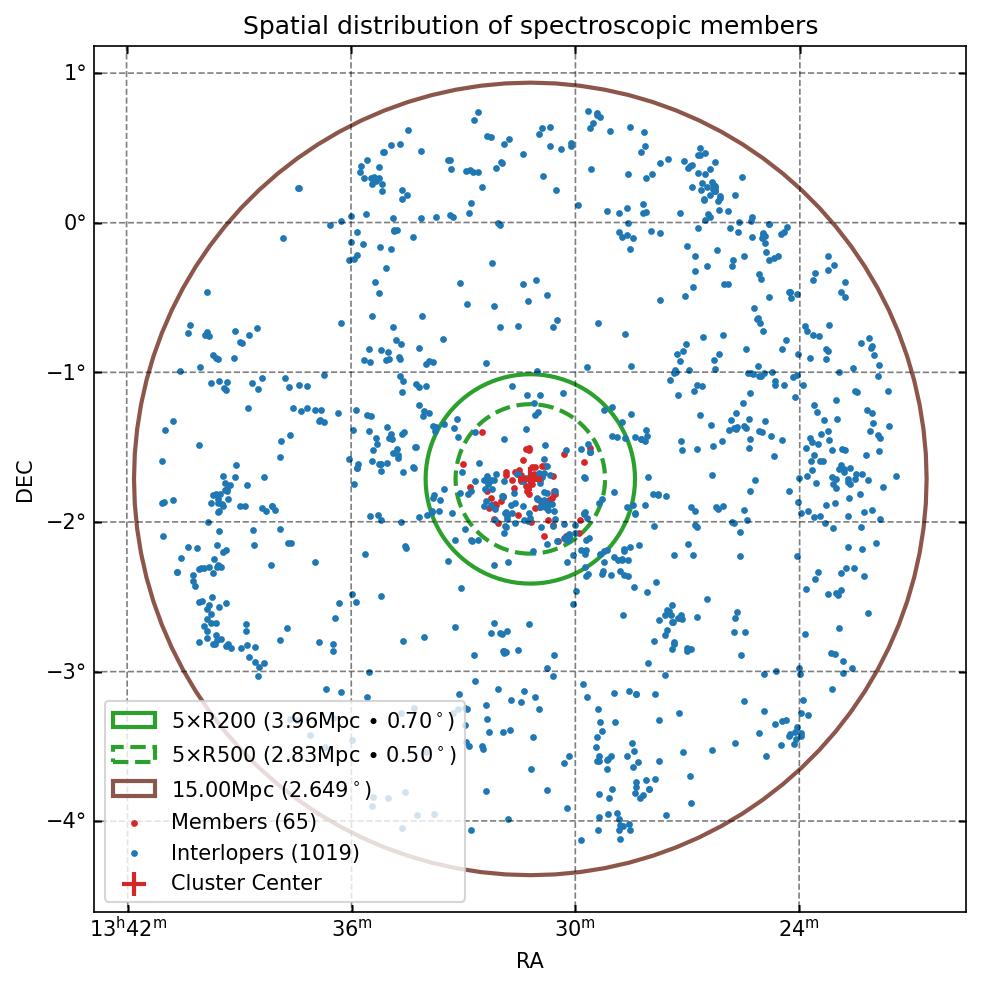 Spatial distribution of spectroscopic members
1°
0°
−1°
−2°
−3°
−4°
DEC
5×R200 (3.96Mpc • 0.70°)
5×R500 (2.83Mpc • 0.50°)
15.00Mpc (2.649°)
Members (65)
Interlopers (1019)
Cluster Center
13ʰ42ᵐ 36ᵐ 30ᵐ 24ᵐ
RA